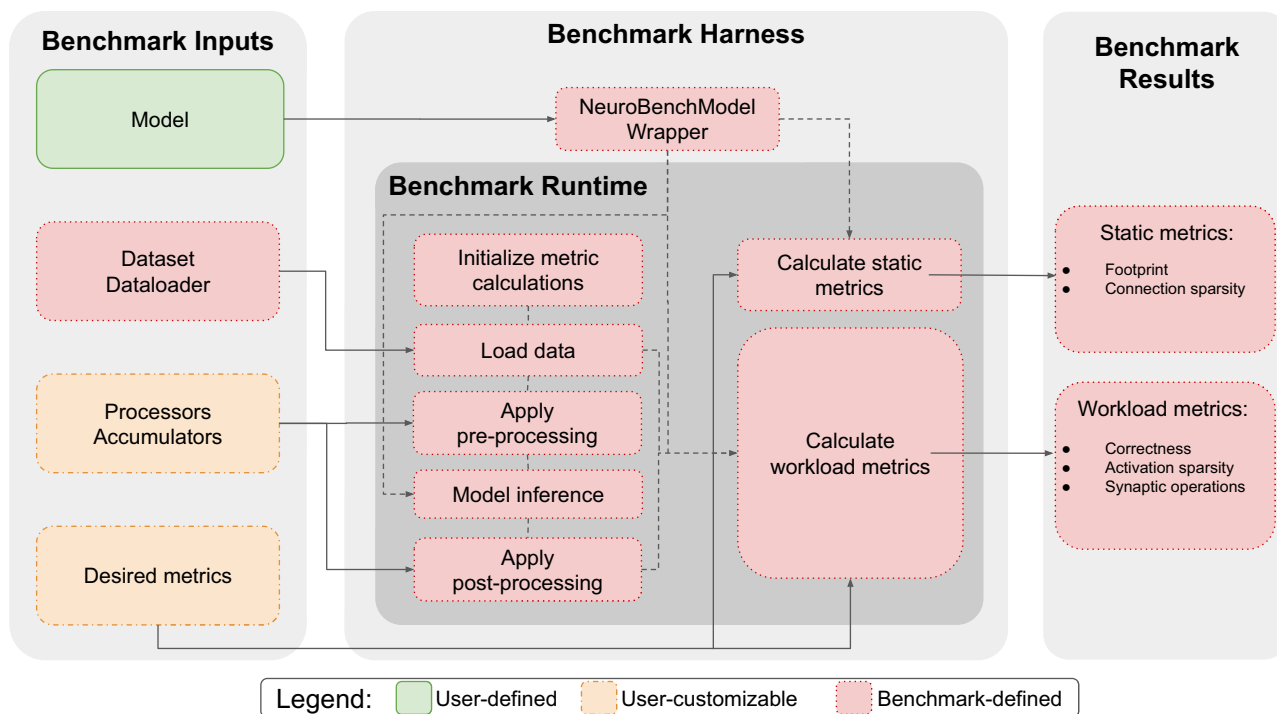 Benchmark Inputs
Model
Dataset
Dataloader
Processors
Accumulators
Desired metrics
Benchmark Harness
NeuroBenchModel
Wrapper
Benchmark Runtime
Initialize metric
calculations
Load data
Apply
pre-processing
Model inference
Apply
post-processing
Calculate static
metrics
Calculate
workload metrics
Benchmark
Results
Static metrics:
● Footprint
● Connection sparsity
Workload metrics:
● Correctness
● Activation sparsity
● Synaptic operations
Legend: User-defined User-customizable Benchmark-defined